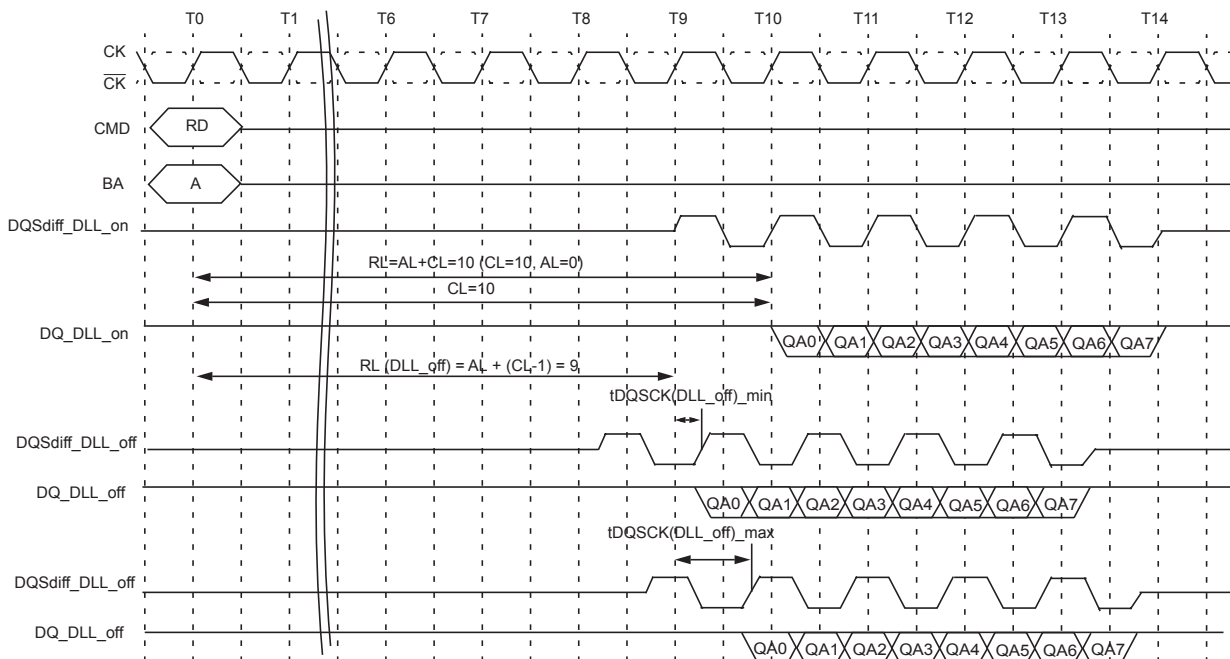 T0 T1 T6 T7 T8 T9 T10 T11 T12 T13 T14
CK
CK
CMD RD
BA A
DQSdiff_DLL_on
RL=AL+CL=10 (CL=10, AL=0)
CL=10
DQ_DLL_on QA0 QA1 QA2 QA3 QA4 QA5 QA6 QA7
RL (DLL_off) = AL + (CL-1) = 9
tDQSCK(DLL_off)_min
DQSdiff_DLL_off
DQ_DLL_off QA0 QA1 QA2 QA3 QA4 QA5 QA6 QA7
tDQSCK(DLL_off)_max
DQSdiff_DLL_off
DQ_DLL_off QA0 QA1 QA2 QA3 QA4 QA5 QA6 QA7